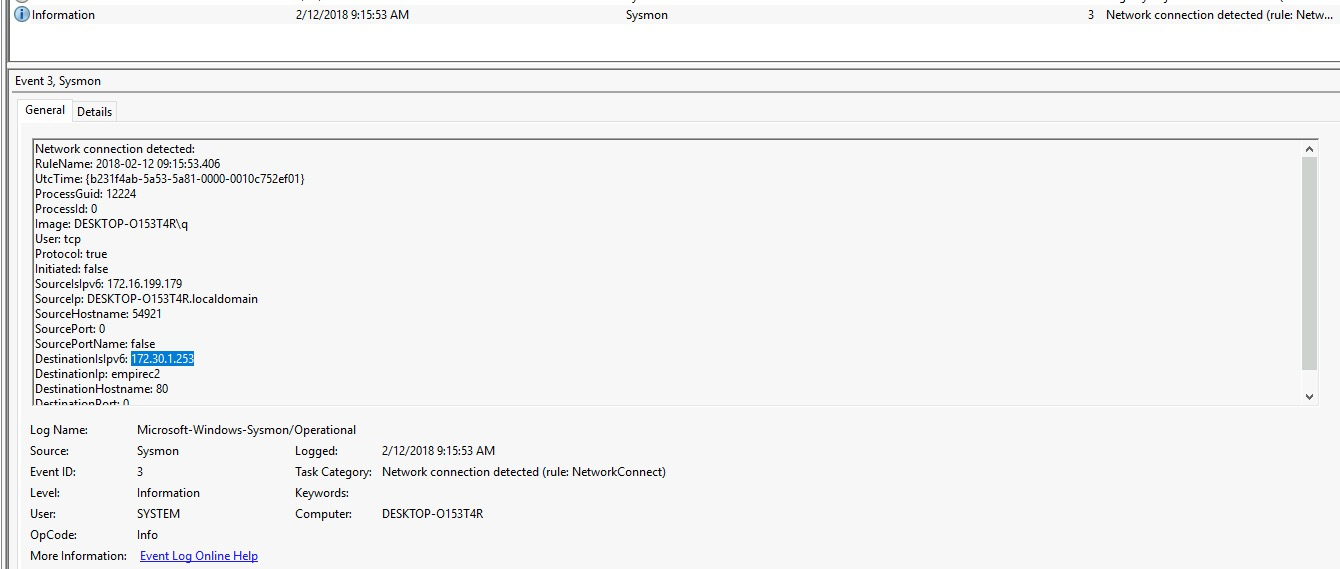 Information 2/12/2018 9:15:53 AM Sysmon 3 Network connection detected (rule: Netw...
Event 3, Sysmon
General Details
Network connection detected:
RuleName: 2018-02-12 09:15:53.406
UtcTime: {b231f4ab-5a53-5a81-0000-0010c752ef01}
ProcessGuid: 12224
ProcessId: 0
Image: DESKTOP-O153T4R\q
User: tcp
Protocol: true
Initiated: false
SourceIsIpv6: 172.16.199.179
SourceIp: DESKTOP-O153T4R.localdomain
SourceHostname: 54921
SourcePort: 0
SourcePortName: false
DestinationIsIpv6: 172.30.1.253
DestinationIp: empirec2
DestinationHostname: 80
DestinationPort: 0
Log Name: Microsoft-Windows-Sysmon/Operational
Source: Sysmon Logged: 2/12/2018 9:15:53 AM
Event ID: 3 Task Category: Network connection detected (rule: NetworkConnect)
Level: Information Keywords:
User: SYSTEM Computer: DESKTOP-O153T4R
OpCode: Info
More Information: Event Log Online Help